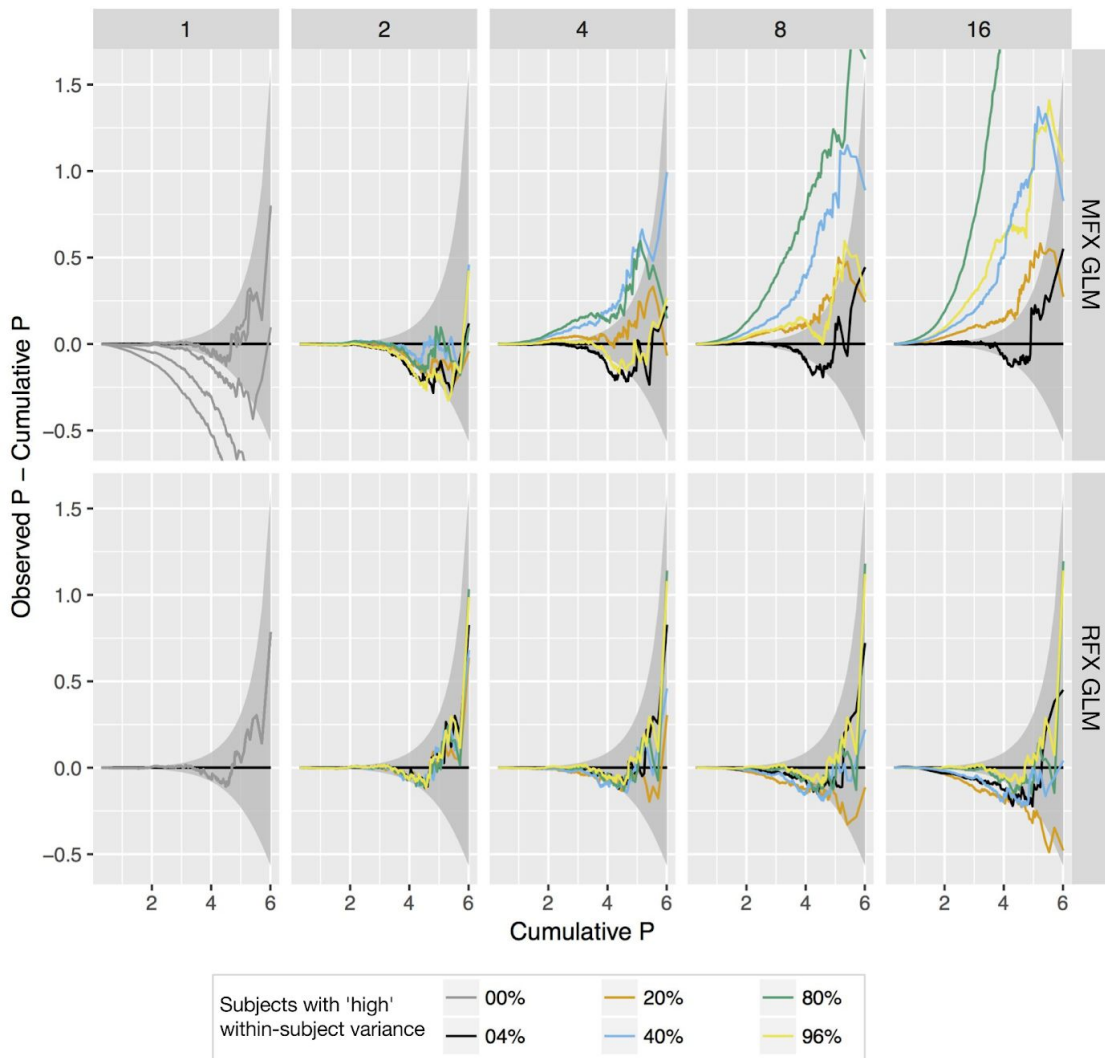 1 2 4 8 16
1.5
1.0
0.5
0.0
−0.5
MFX GLM
Observed P − Cumulative P
1.5
1.0
0.5
0.0
−0.5
RFX GLM
2 4 6 2 4 6 2 4 6 2 4 6 2 4 6
Cumulative P
Subjects with 'high'
within-subject variance
00% 20% 80%
04% 40% 96%